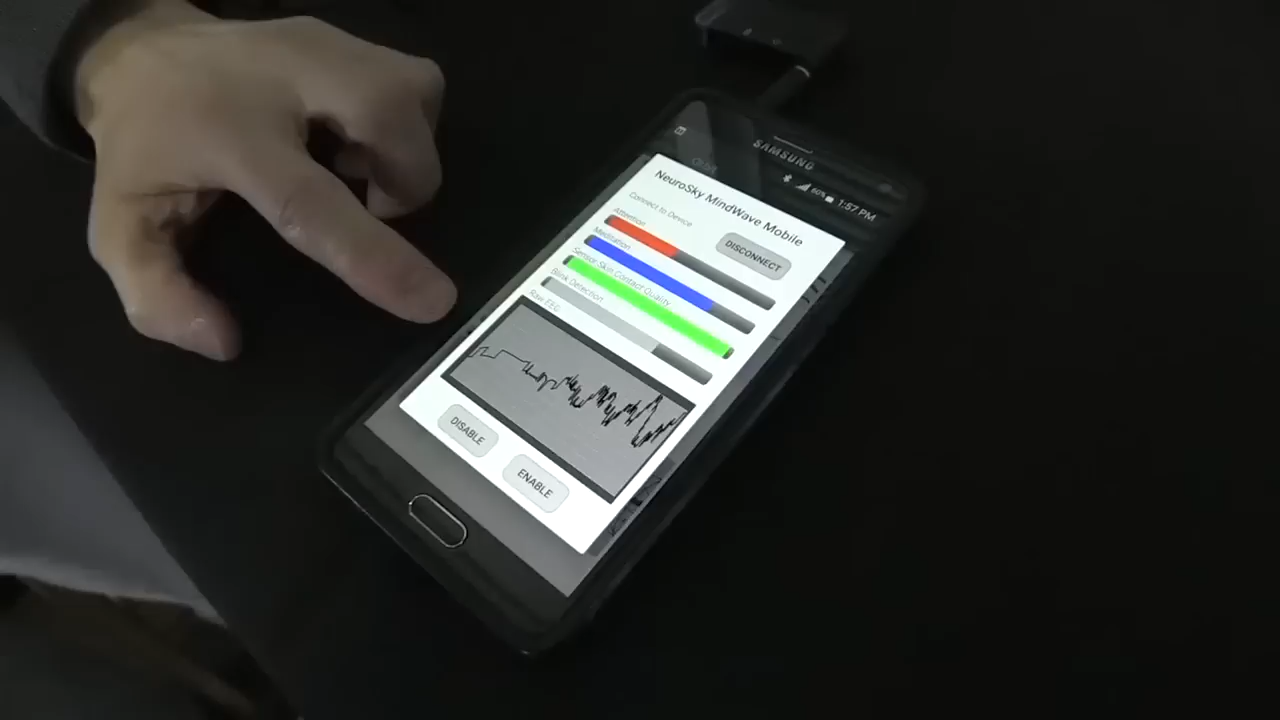 SAMSUNG
60% 1:57 PM
NeuroSky MindWave Mobile
Connect to Device
DISCONNECT
Attention
Meditation
Sensor Skin Contact Quality
Blink Detection
Raw EEG
DISABLE
ENABLE